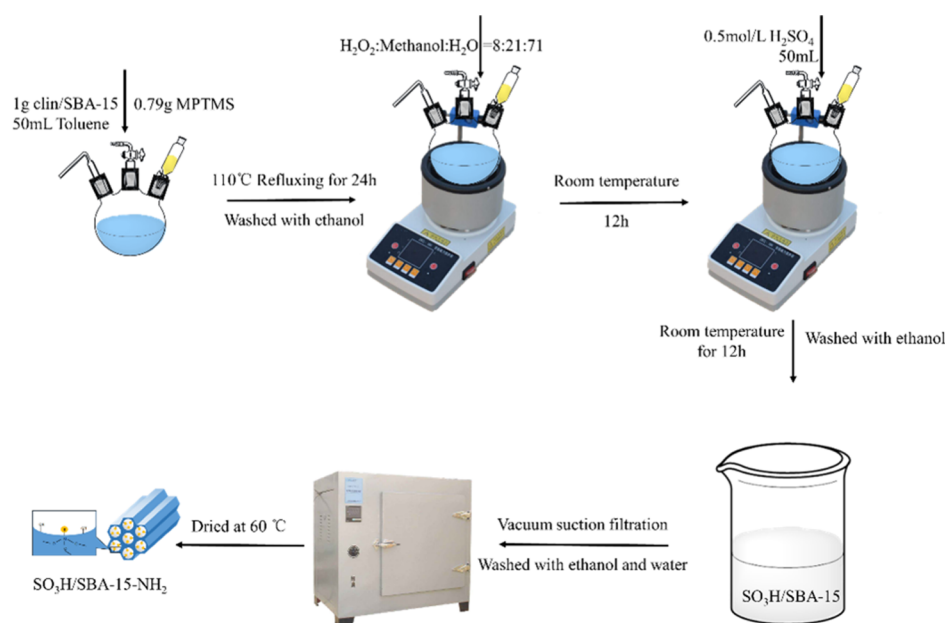 1g clin/SBA-15
50mL Toluene
0.79g MPTMS
110℃ Refluxing for 24h
Washed with ethanol
H₂O₂:Methanol:H₂O =8:21:71
Room temperature
12h
0.5mol/L H₂SO₄
50mL
Room temperature
for 12h
Washed with ethanol
SO₃H/SBA-15
Vacuum suction filtration
Washed with ethanol and water
Dried at 60 ℃
SO₃H/SBA-15-NH₂